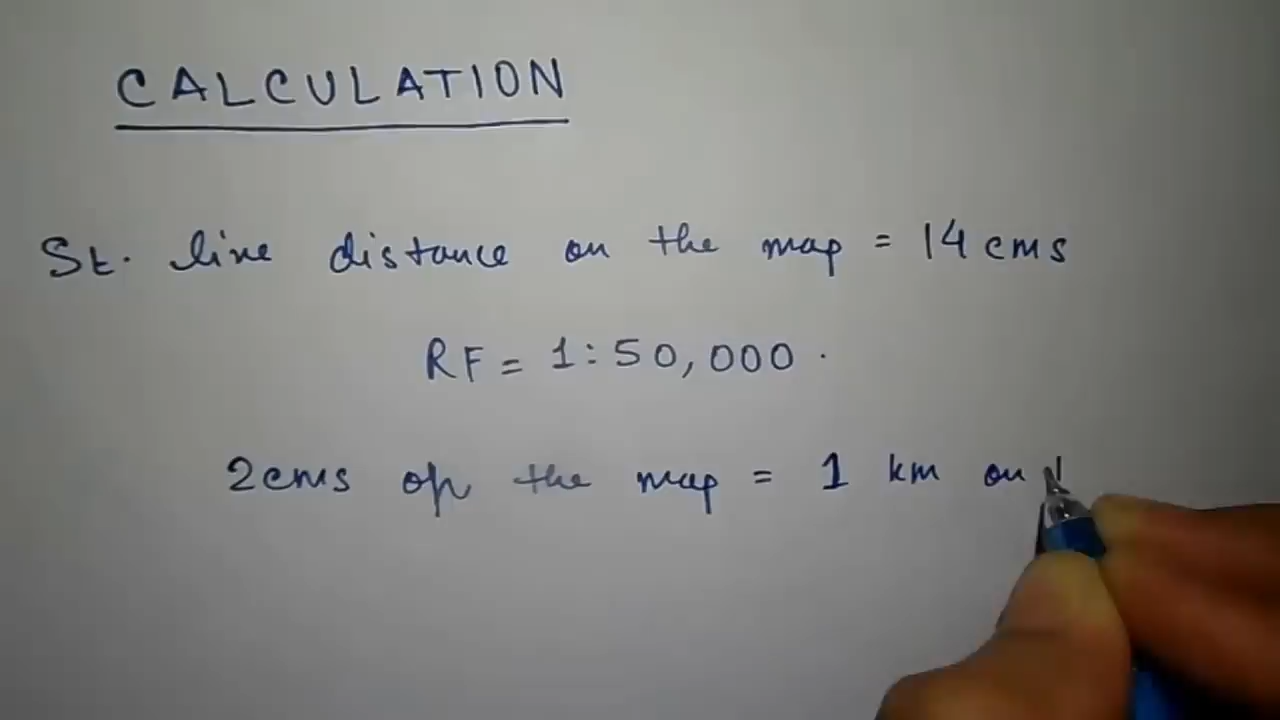 CALCULATION
St. line distance on the map = 14 cms
RF = 1:50,000.
2cms op the map = 1 km on